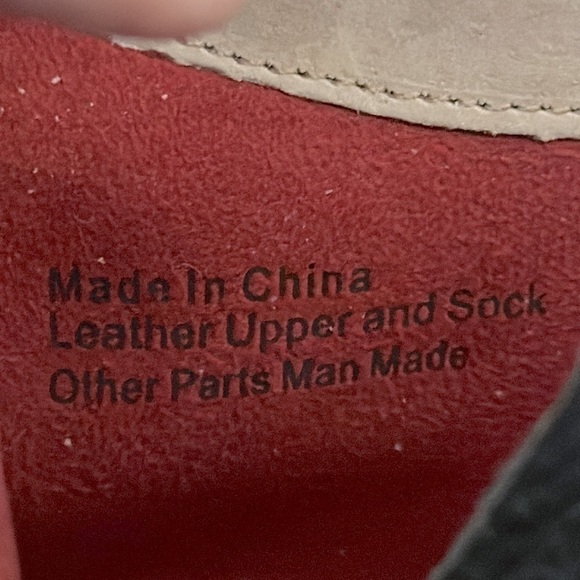 Made In China
Leather Upper and Sock
Other Parts Man Made